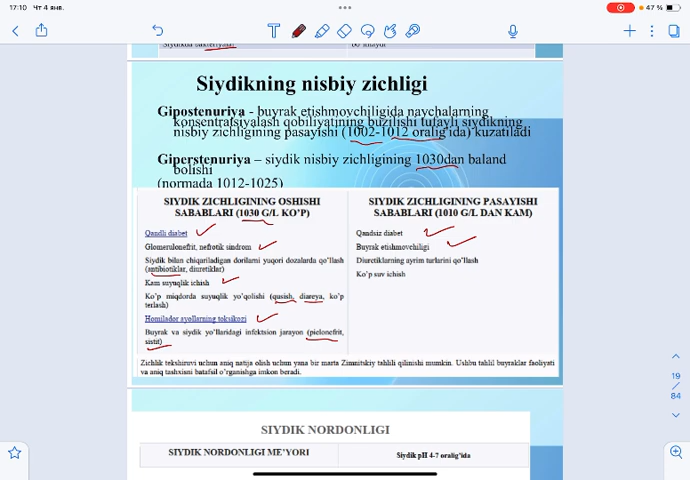 17:10 Чт 4 янв.
47 %
bo'lmaydi
Siydikning nisbiy zichligi
Gipostenuriya - buyrak etishmovchiligida naychalarning
konsentrafsiyalash qobiliyatining buzilishi tufayli siydikning
nisbiy zichligining pasayishi (1002-1012 oralig'ida) kuzatiladi
Giperstenuriya – siydik nisbiy zichligining 1030dan baland
bolishi
(normada 1012-1025)
SIYDIK ZICHLIGINING OSHISHI
SABABLARI (1030 G/L KO'P)
Qandli diabet
Glomerulonefrit, nefrotik sindrom
Siydik bilan chiqariladigan dorilarni yuqori dozalarda qo'llash
(antibiotiklar, diuretiklar)
Kam suyuqlik ichish
Ko'p miqdorda suyuqlik yo'qolishi (qusish, diareya, ko'p
terlash)
Homilador ayollarning toksikozi
Buyrak va siydik yo'llaridagi infektsion jarayon (pielonefrit,
sistit)
SIYDIK ZICHLIGINING PASAYISHI
SABABLARI (1010 G/L DAN KAM)
Qandsiz diabet
Buyrak etishmovchiligi
Diuretiklarning ayrim turlarini qo'llash
Ko'p suv ichish
Zichlik tekshiruvi uchun aniq natija olish uchun yana bir marta Zimnitskiy tahlili qilinishi mumkin. Ushbu tahlil buyraklar faoliyati
va aniq tashxisni batafsil o'rganishga imkon beradi.
19
/
84
SIYDIK NORDONLIGI
SIYDIK NORDONLIGI ME'YORI
Siydik pH 4-7 oralig'ida